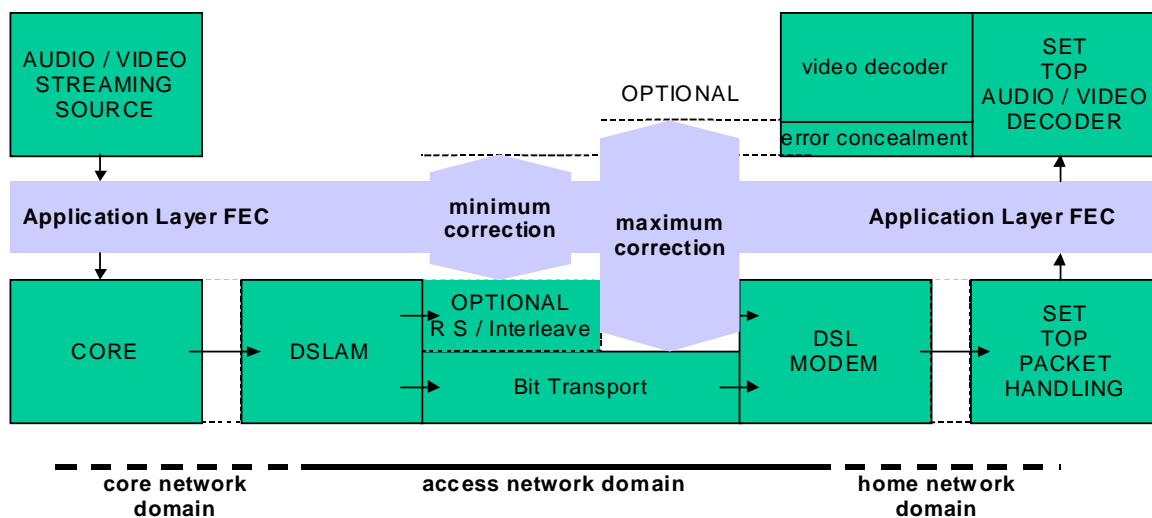 AUDIO / VIDEO
STREAMING
SOURCE
OPTIONAL
video decoder
error concealment
SET
TOP
AUDIO / VIDEO
DECODER
Application Layer FEC
minimum
correction
maximum
correction
Application Layer FEC
CORE
DSLAM
OPTIONAL
R S / Interleave
Bit Transport
DSL
MODEM
SET
TOP
PACKET
HANDLING
core network
domain
access network domain
home network
domain